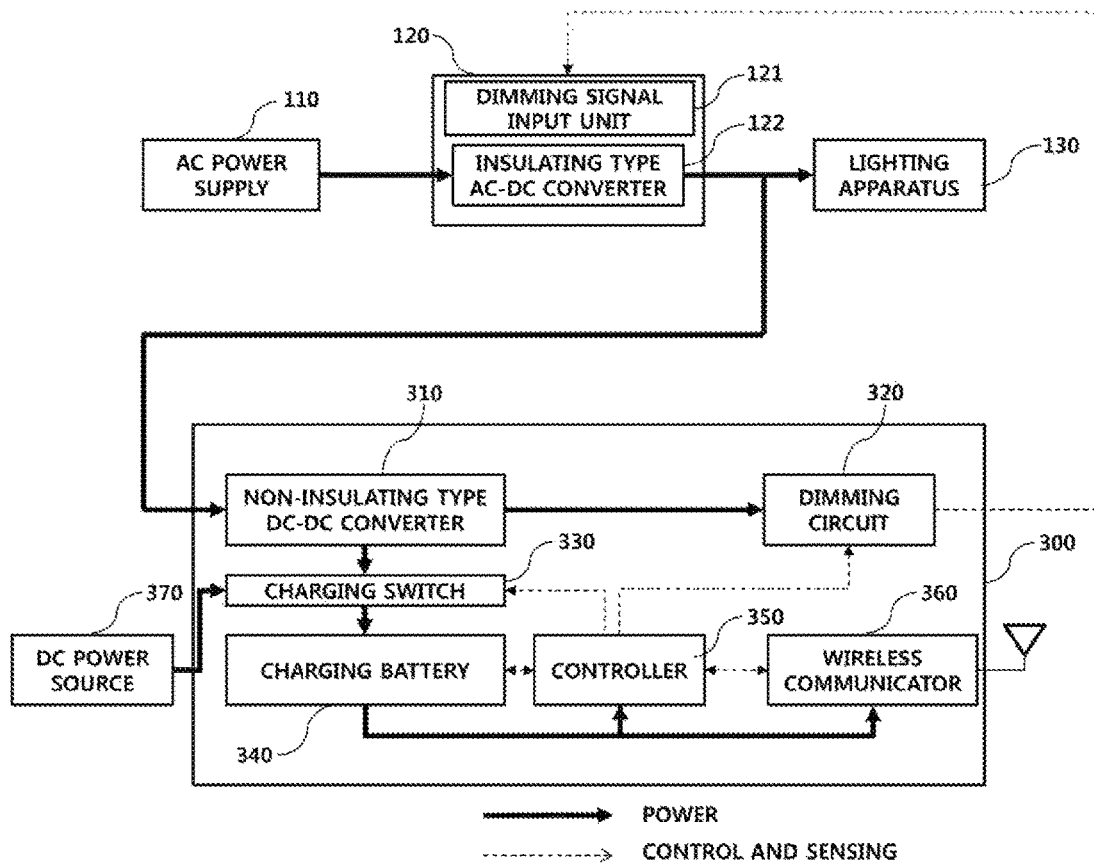 120
121
DIMMING SIGNAL
INPUT UNIT
110
122
130
AC POWER
SUPPLY
INSULATING TYPE
AC-DC CONVERTER
LIGHTING
APPARATUS
310
320
NON-INSULATING TYPE
DC-DC CONVERTER
DIMMING
CIRCUIT
330
300
370
CHARGING SWITCH
360
350
DC POWER
SOURCE
CHARGING BATTERY
CONTROLLER
WIRELESS
COMMUNICATOR
340
POWER
CONTROL AND SENSING